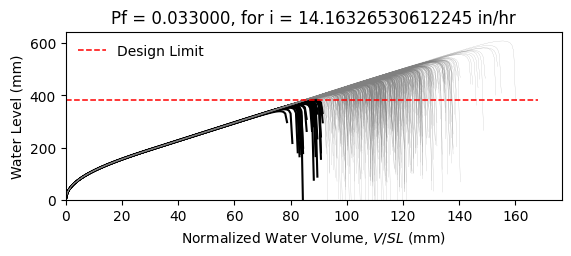 Pf = 0.033000, for i = 14.16326530612245 in/hr
Water Level (mm)
600
400
200
0
Design Limit
0 20 40 60 80 100 120 140 160
Normalized Water Volume, V/SL (mm)